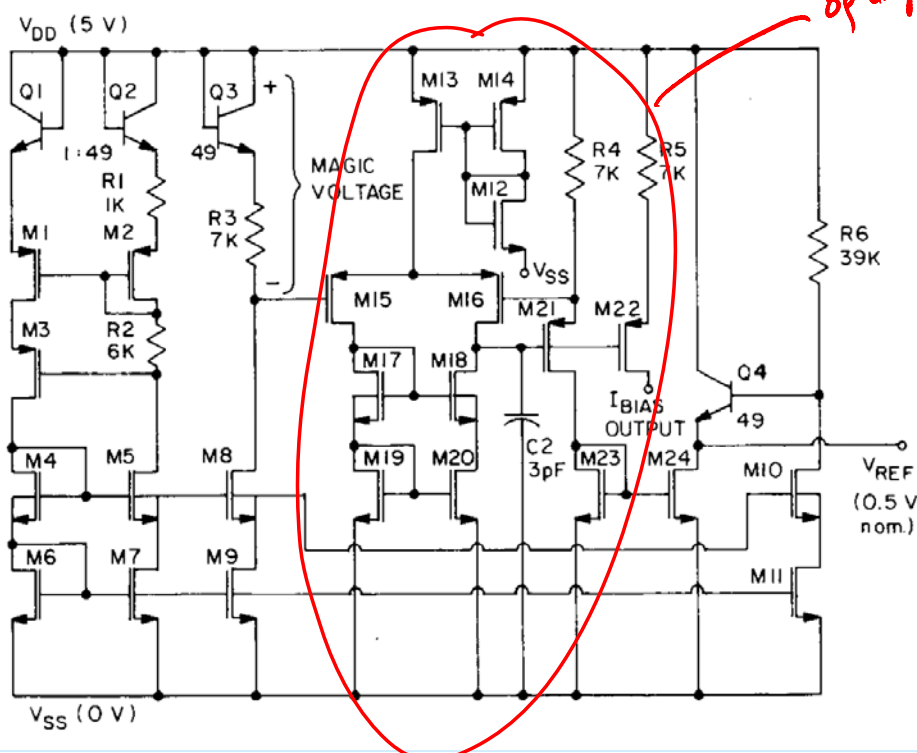 VDD (5 V)
op amp
Q1
Q2
Q3
+
M13
M14
1:49
49
R4
7K
R5
7K
MAGIC
VOLTAGE
R1
1K
M12
R6
39K
M1
M2
R3
7K
–
VSS
M15
M16
M21
M22
M3
R2
6K
Q4
49
M17
M18
IBIAS
OUTPUT
C2
3pF
M4
M5
M8
M19
M20
M23
M24
M10
VREF
(0.5 V
nom.)
M6
M7
M9
M11
VSS (0 V)